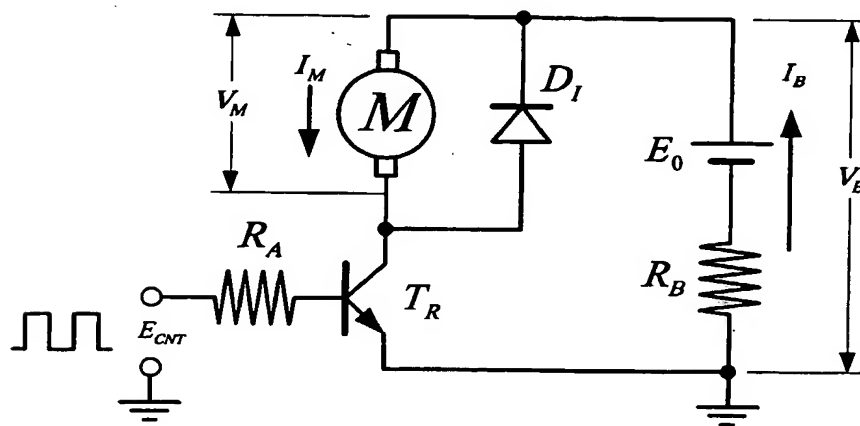 I_M
V_M
M
D_I
I_B
E_0
V_B
R_A
R_B
T_R
E_CNT